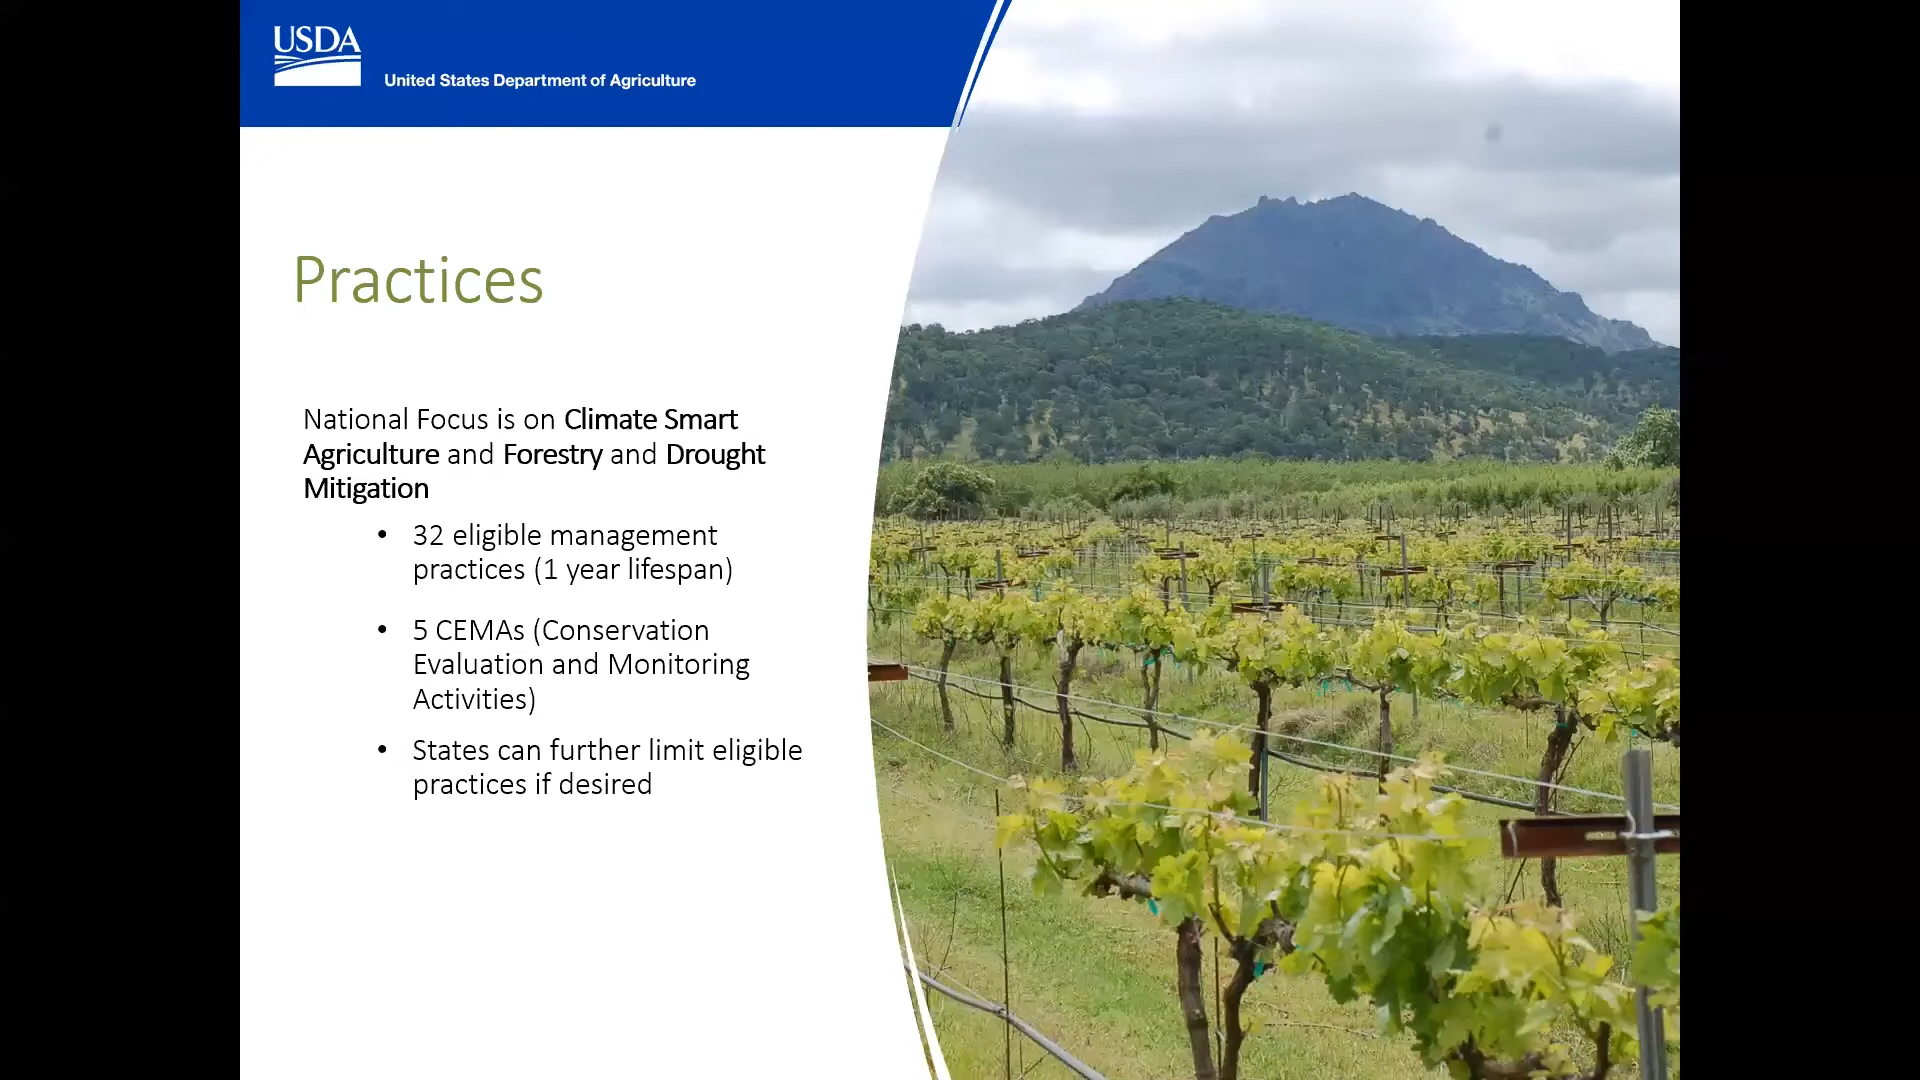 USDA
United States Department of Agriculture
Practices
National Focus is on Climate Smart
Agriculture and Forestry and Drought
Mitigation
• 32 eligible management
practices (1 year lifespan)
• 5 CEMAs (Conservation
Evaluation and Monitoring
Activities)
• States can further limit eligible
practices if desired